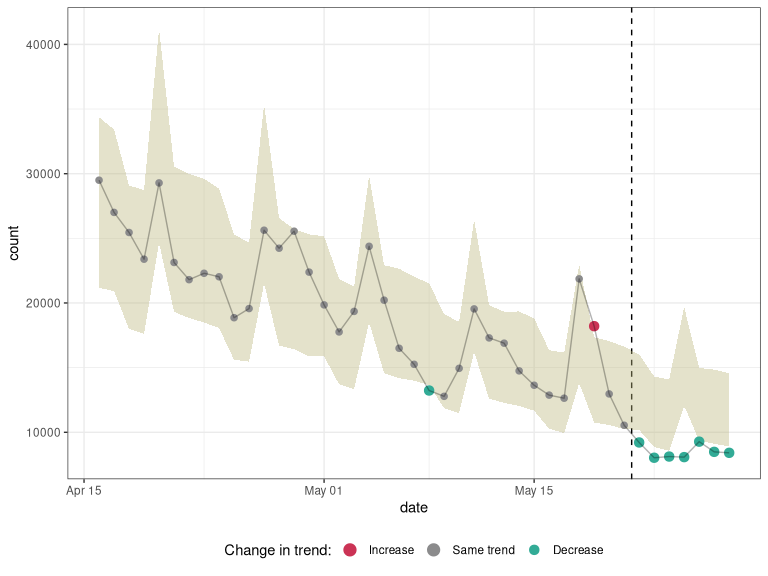 40000
30000
20000
10000
count
Apr 15
May 01
May 15
date
Change in trend: Increase Same trend Decrease